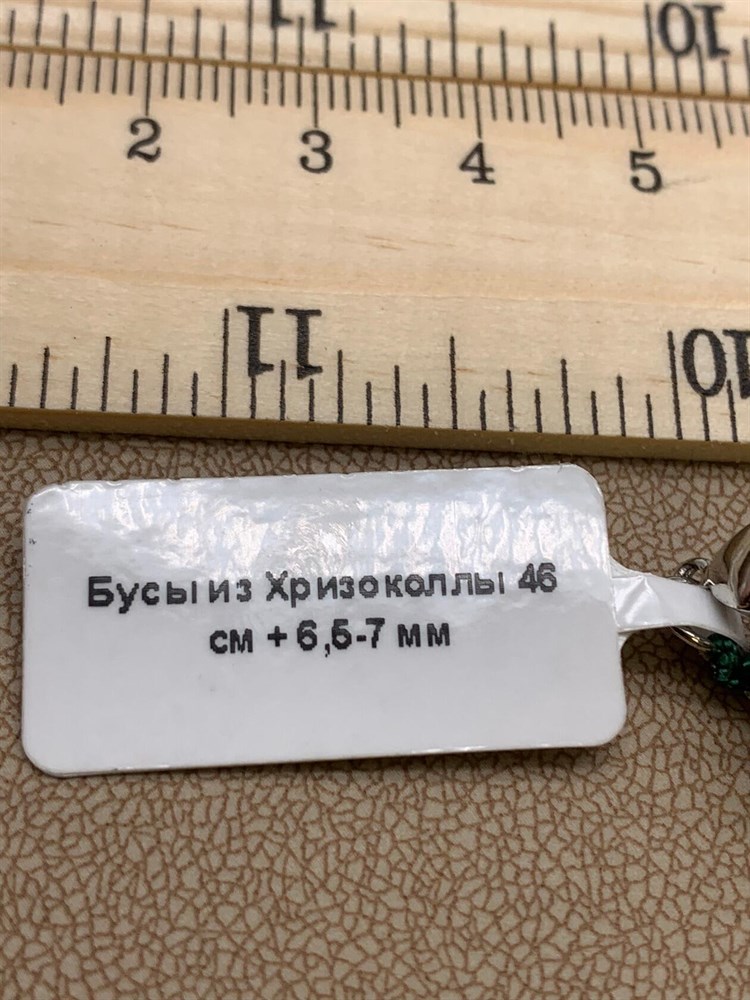 11 10
2 3 4 5
11 10
Бусы из Хризоколлы 46
см + 6,5-7 мм